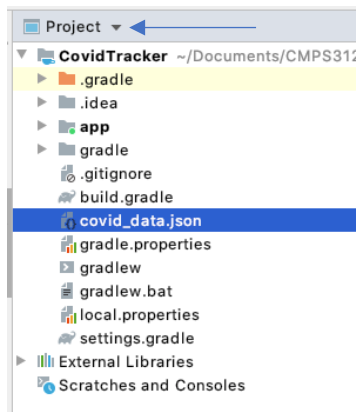 Project
CovidTracker ~/Documents/CMPS312
.gradle
.idea
app
gradle
.gitignore
build.gradle
covid_data.json
gradle.properties
gradlew
gradlew.bat
local.properties
settings.gradle
External Libraries
Scratches and Consoles